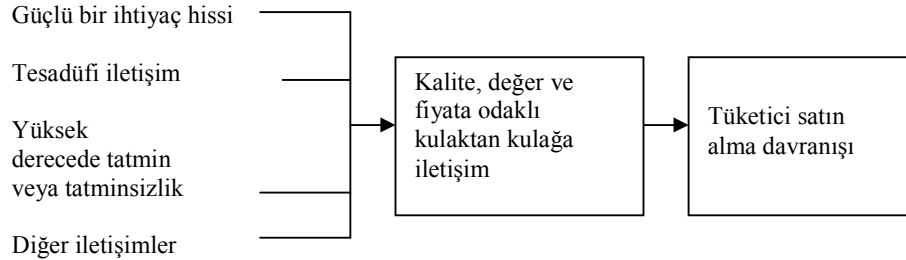 Güçlü bir ihtiyaç hissi
Tesadüfi iletişim
Yüksek
derecede tatmin
veya tatminsizlik
Diğer iletişimler
Kalite, değer ve
fiyata odaklı
kulaktan kulağa
iletişim
Tüketici satın
alma davranışı